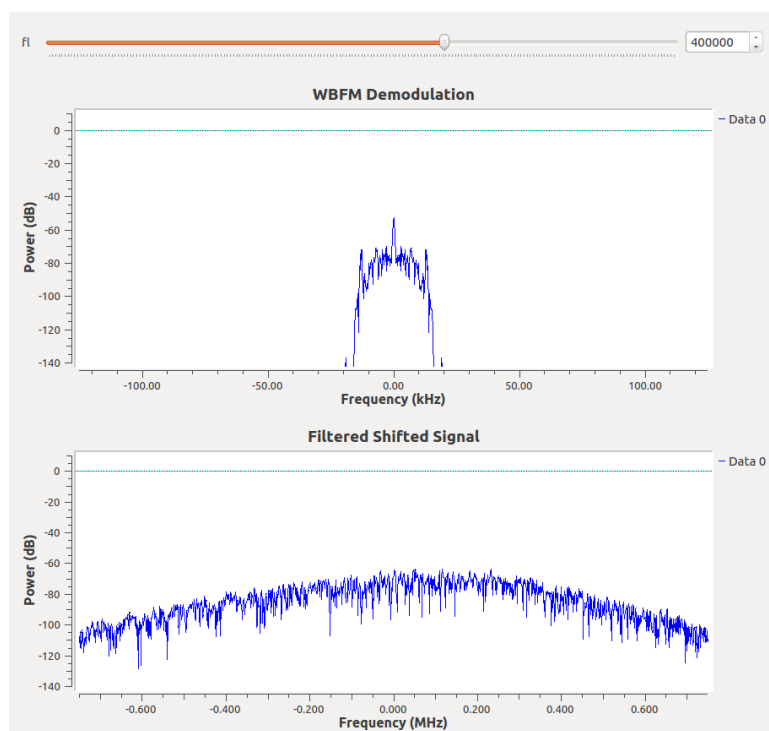 fl 400000
WBFM Demodulation
Data 0
0
-20
-40
-60
-80
-100
-120
-140
Power (dB)
-100.00 -50.00 0.00 50.00 100.00
Frequency (kHz)
Filtered Shifted Signal
Data 0
0
-20
-40
-60
-80
-100
-120
-140
Power (dB)
-0.600 -0.400 -0.200 0.000 0.200 0.400 0.600
Frequency (MHz)